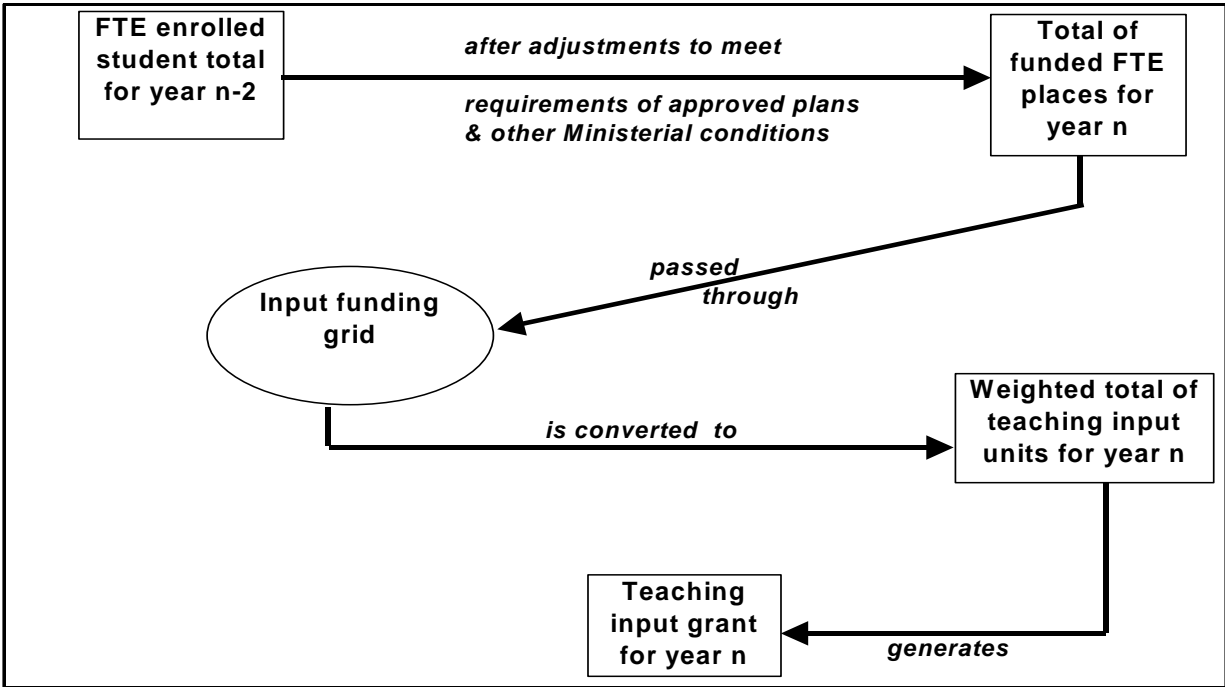 FTE enrolled
student total
for year n-2
after adjustments to meet
requirements of approved plans
& other Ministerial conditions
Total of
funded FTE
places for
year n
passed
through
Input funding
grid
is converted to
Weighted total of
teaching input
units for year n
generates
Teaching
input grant
for year n